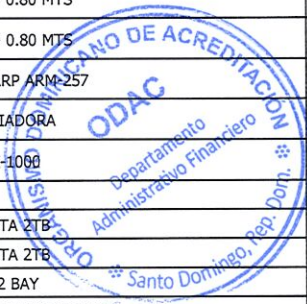 0.80 MTS
0.80 MTS
ARP ARM-257
IADORA
-1000
TA 2TB
TA 2TB
2 BAY
ORGANISMO DOMINICANO DE ACREDITACIÓN
ODAC
Departamento
Administrativo Financiero
Santo Domingo, Rep. Dom.